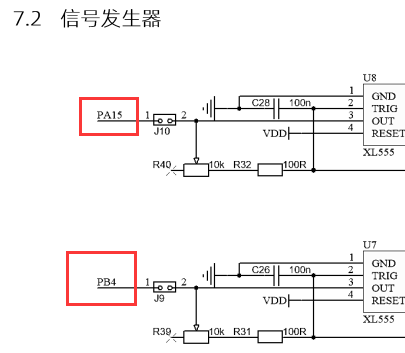 7.2 信号发生器
U8
C28 100n
1 GND
PA15 1 2 2 TRIG
3 OUT
J10 VDD 4 RESET
XL555
R40 10k R32 100R
U7
C26 100n
1 GND
2 TRIG
PB4 1 2 3 OUT
J9 VDD 4 RESET
XL555
R39 10k R31 100R